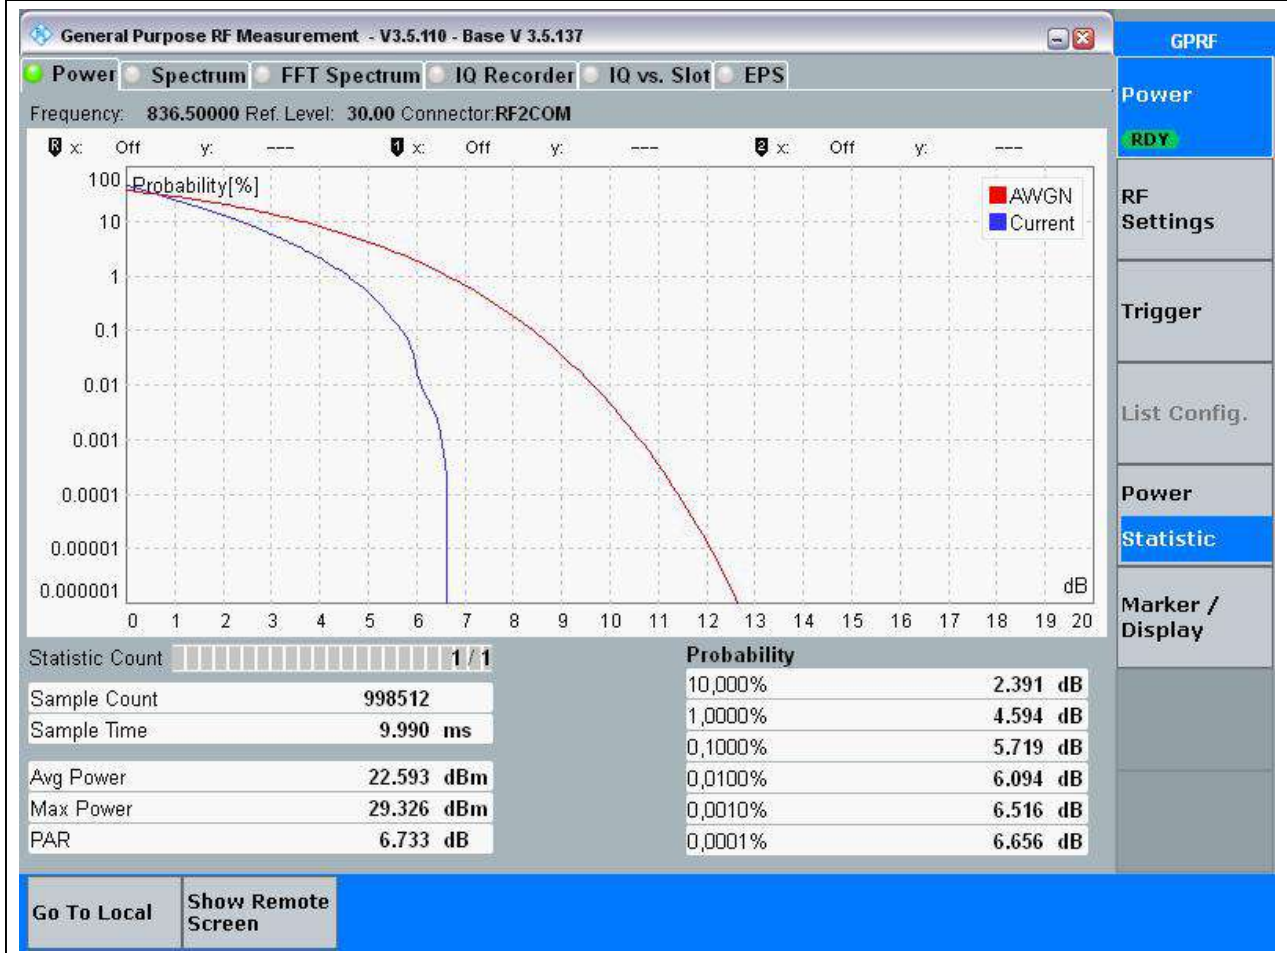 General Purpose RF Measurement - V3.5.110 - Base V 3.5.137
GPRF
Power Spectrum FFT Spectrum IQ Recorder IQ vs. Slot EPS
Frequency: 836.50000 Ref. Level: 30.00 Connector:RF2COM
Power
RDY
R x: Off y: --- 1 x: Off y: --- 2 x: Off y: ---
Probability[%]
100
10
1
0.1
0.01
0.001
0.0001
0.00001
0.000001
AWGN
Current
dB
0 1 2 3 4 5 6 7 8 9 10 11 12 13 14 15 16 17 18 19 20
RF
Settings
Trigger
List Config.
Power
Statistic
Marker /
Display
Statistic Count 1 / 1
Sample Count 998512
Sample Time 9.990 ms
Avg Power 22.593 dBm
Max Power 29.326 dBm
PAR 6.733 dB
Probability
10,000% 2.391 dB
1,0000% 4.594 dB
0,1000% 5.719 dB
0,0100% 6.094 dB
0,0010% 6.516 dB
0,0001% 6.656 dB
Go To Local
Show Remote
Screen